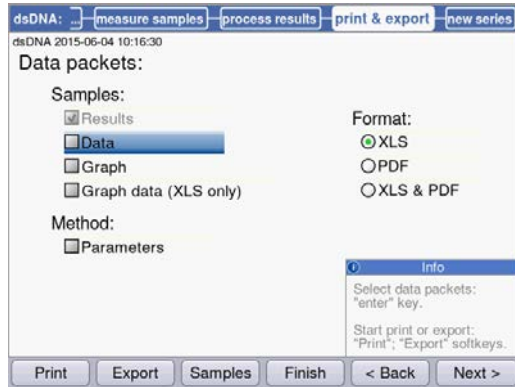 dsDNA: ... measure samples process results print & export new series
dsDNA 2015-06-04 10:16:30
Data packets:
Samples:
Results
Data
Graph
Graph data (XLS only)
Method:
Parameters
Format:
XLS
PDF
XLS & PDF
Info
Select data packets:
"enter" key.
Start print or export:
"Print"; "Export" softkeys.
Print Export Samples Finish < Back Next >